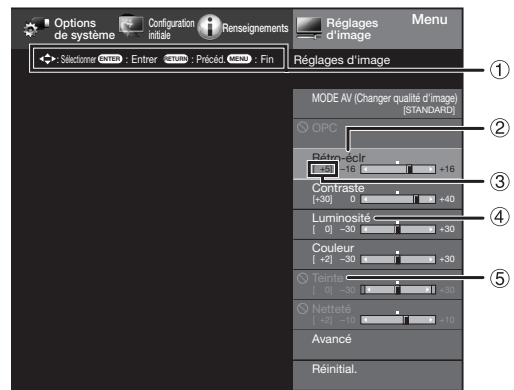 Options de système
Configuration initiale
i Renseignements
Réglages d'image
Menu
: Sélectionner ENTER : Entrer RETURN : Précéd. MENU : Fin
Réglages d'image
①
MODE AV (Changer qualité d'image)
[STANDARD]
OPC
②
Rétro-éclr
[ +5] −16 +16
③
Contraste
[+30] 0 +40
Luminosité
④
[ 0] −30 +30
Couleur
[ +2] −30 +30
Teinte
⑤
[ 0] −30 +30
Netteté
[ +2] −10 +10
Avancé
Réinitial.